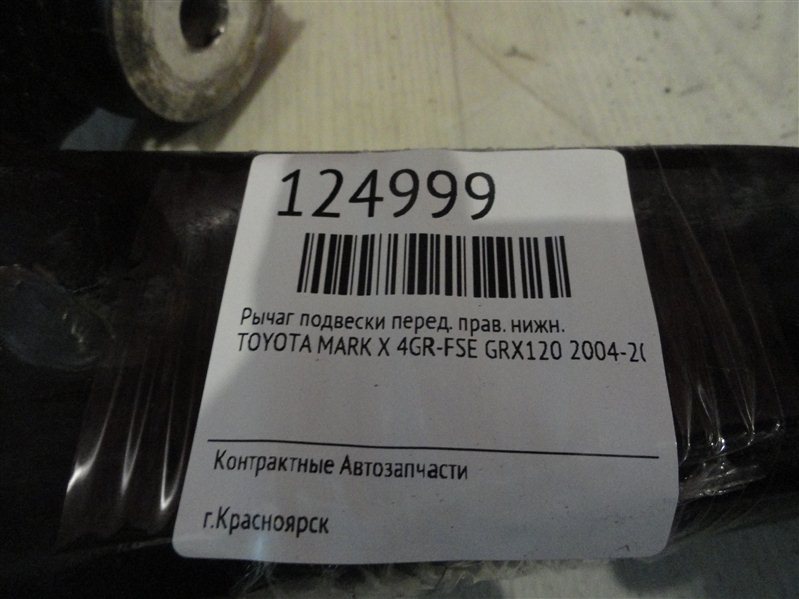 124999
Рычаг подвески перед. прав. нижн.
TOYOTA MARK X 4GR-FSE GRX120 2004-20
Контрактные Автозапчасти
г.Красноярск